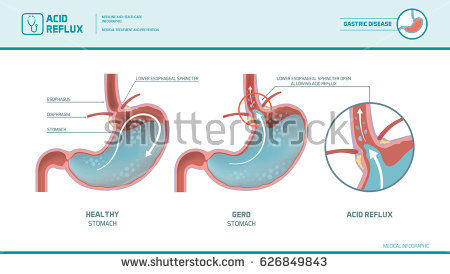 ACID
REFLUX
MEDICINE AND HEALTHCARE
INFOGRAPHIC
MEDICAL TREATMENT AND PREVENTION
GASTRIC DISEASE
LOWER ESOPHAGEAL SPHINCTER
ESOPHAGUS
DIAPHRAGM
STOMACH
LOWER ESOPHAGEAL SPHINCTER OPEN,
ALLOWING ACID REFLUX
shutterstock
HEALTHY
STOMACH
GERD
STOMACH
ACID REFLUX
MEDICAL INFOGRAPHIC
www.shutterstock.com · 626849843